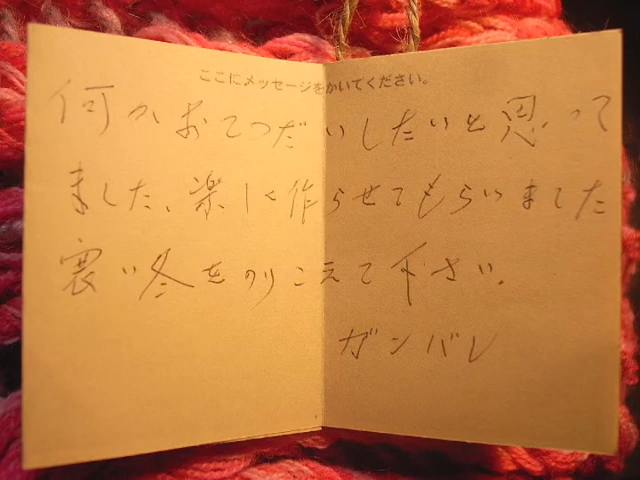 ここにメッセージをかいてください。
何かおてつだいしたいと思って
ました、楽しく作らせてもらいました
寒い冬をのりこえて下さい。
ガンバレ